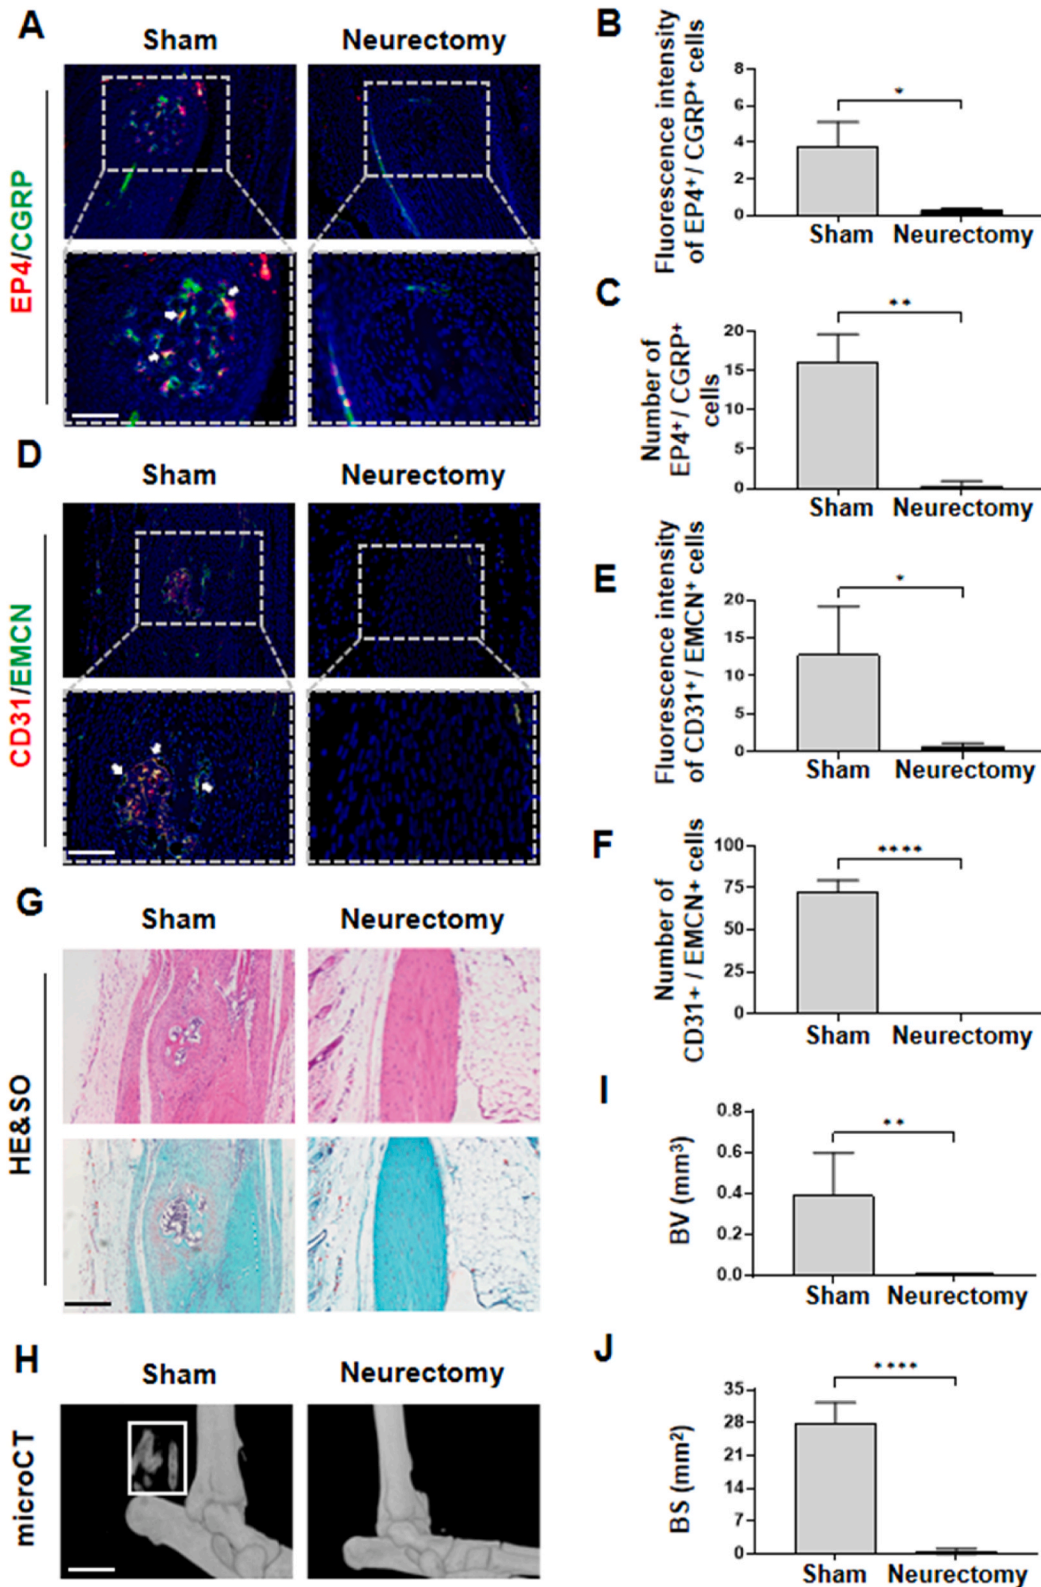 A
Sham
Neurectomy
EP4/CGRP
B
Fluorescence intensity
of EP4⁺ / CGRP⁺ cells
8
6
4
2
0
*
Sham Neurectomy
C
Number of
EP4⁺ / CGRP⁺
cells
20
15
10
5
0
**
Sham Neurectomy
D
Sham
Neurectomy
CD31/EMCN
E
Fluorescence intensity
of CD31⁺ / EMCN⁺ cells
20
15
10
5
0
*
Sham Neurectomy
F
Number of
CD31+ / EMCN+ cells
100
75
50
25
0
****
Sham Neurectomy
G
Sham
Neurectomy
HE&SO
H
Sham
Neurectomy
microCT
I
BV (mm³)
0.8
0.6
0.4
0.2
0.0
**
Sham Neurectomy
J
BS (mm²)
35
28
21
14
7
0
****
Sham Neurectomy